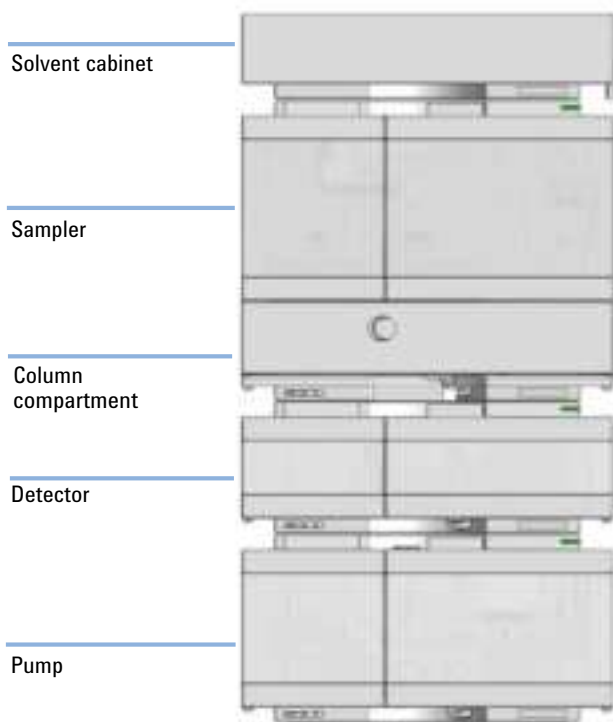 Solvent cabinet
Sampler
Column
compartment
Detector
Pump